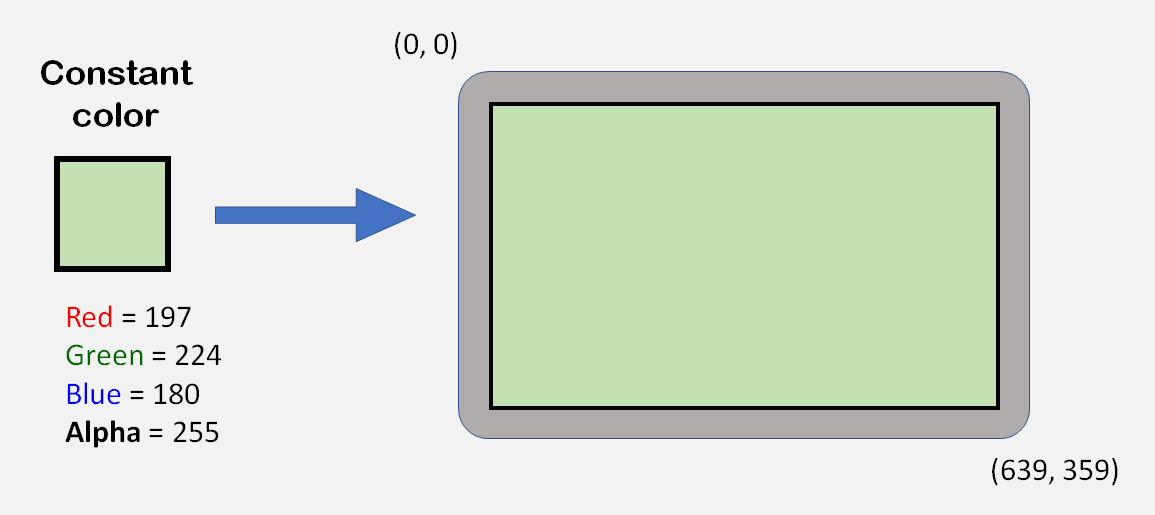 (0, 0)
Constant
color
Red = 197
Green = 224
Blue = 180
Alpha = 255
(639, 359)